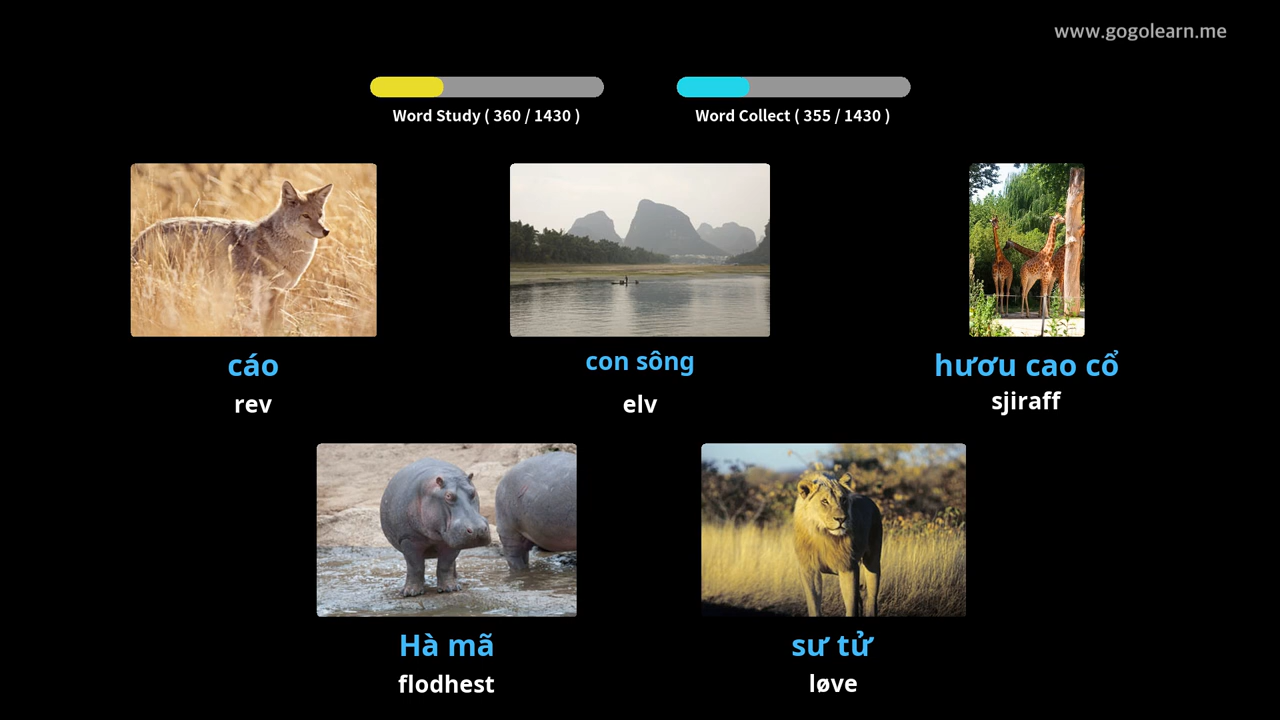 www.gogolearn.me
Word Study ( 360 / 1430 )
Word Collect ( 355 / 1430 )
cáo
rev
con sông
elv
hươu cao cổ
sjiraff
Hà mã
flodhest
sư tử
løve